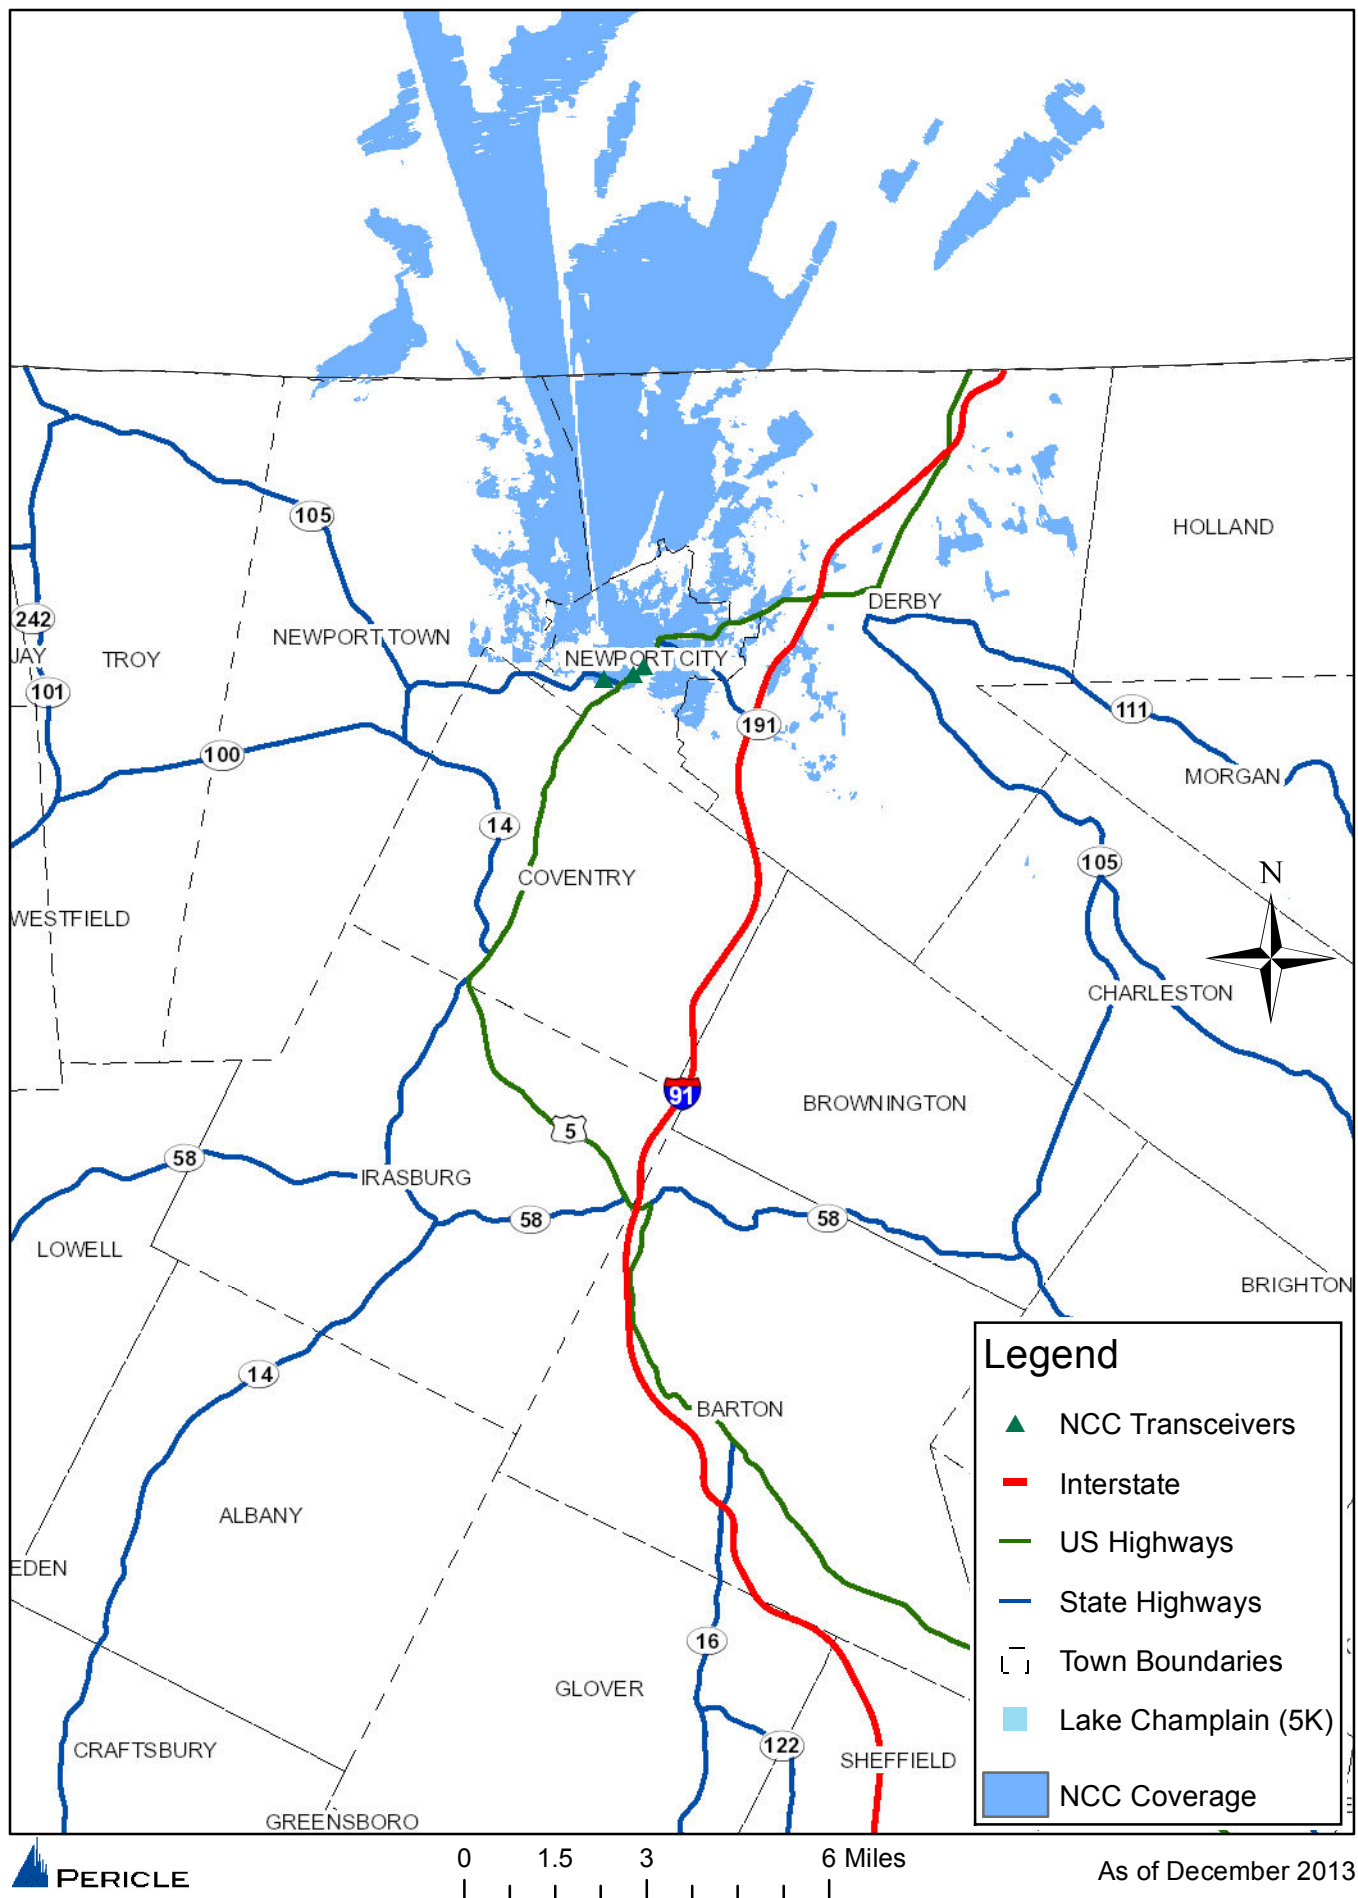 105
HOLLAND
242
DERBY
NEWPORT TOWN
JAY
TROY
NEWPORT CITY
101
111
191
100
MORGAN
14
105
N
COVENTRY
WESTFIELD
CHARLESTON
91
BROWNINGTON
5
58
IRASBURG
58
58
LOWELL
BRIGHTON
Legend
14
BARTON
NCC Transceivers
Interstate
ALBANY
US Highways
EDEN
State Highways
16
Town Boundaries
GLOVER
Lake Champlain (5K)
CRAFTSBURY
122
SHEFFIELD
NCC Coverage
GREENSBORO
0 1.5 3 6 Miles
PERICLE
As of December 2013